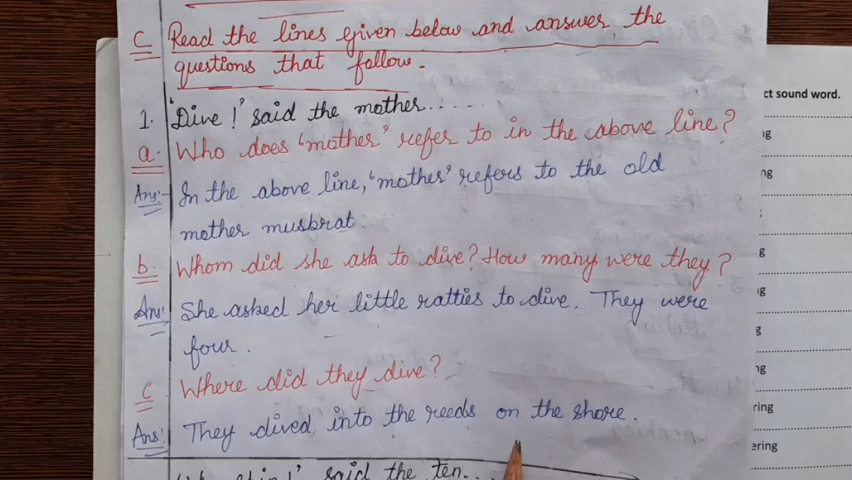 C Read the lines given below and answer the
questions that follow.
1. 'Dive!' said the mother......
a. Who does 'mother' refer to in the above line?
Ans:- In the above line, 'mother' refers to the old
mother muskrat.
b. Whom did she ask to dive? How many were they?
Ans: She asked her little ratties to dive. They were
four.
c Where did they dive?
Ans: They dived into the reeds on the shore.
said the ten...
ct sound word.
ng
ng
ring
ering